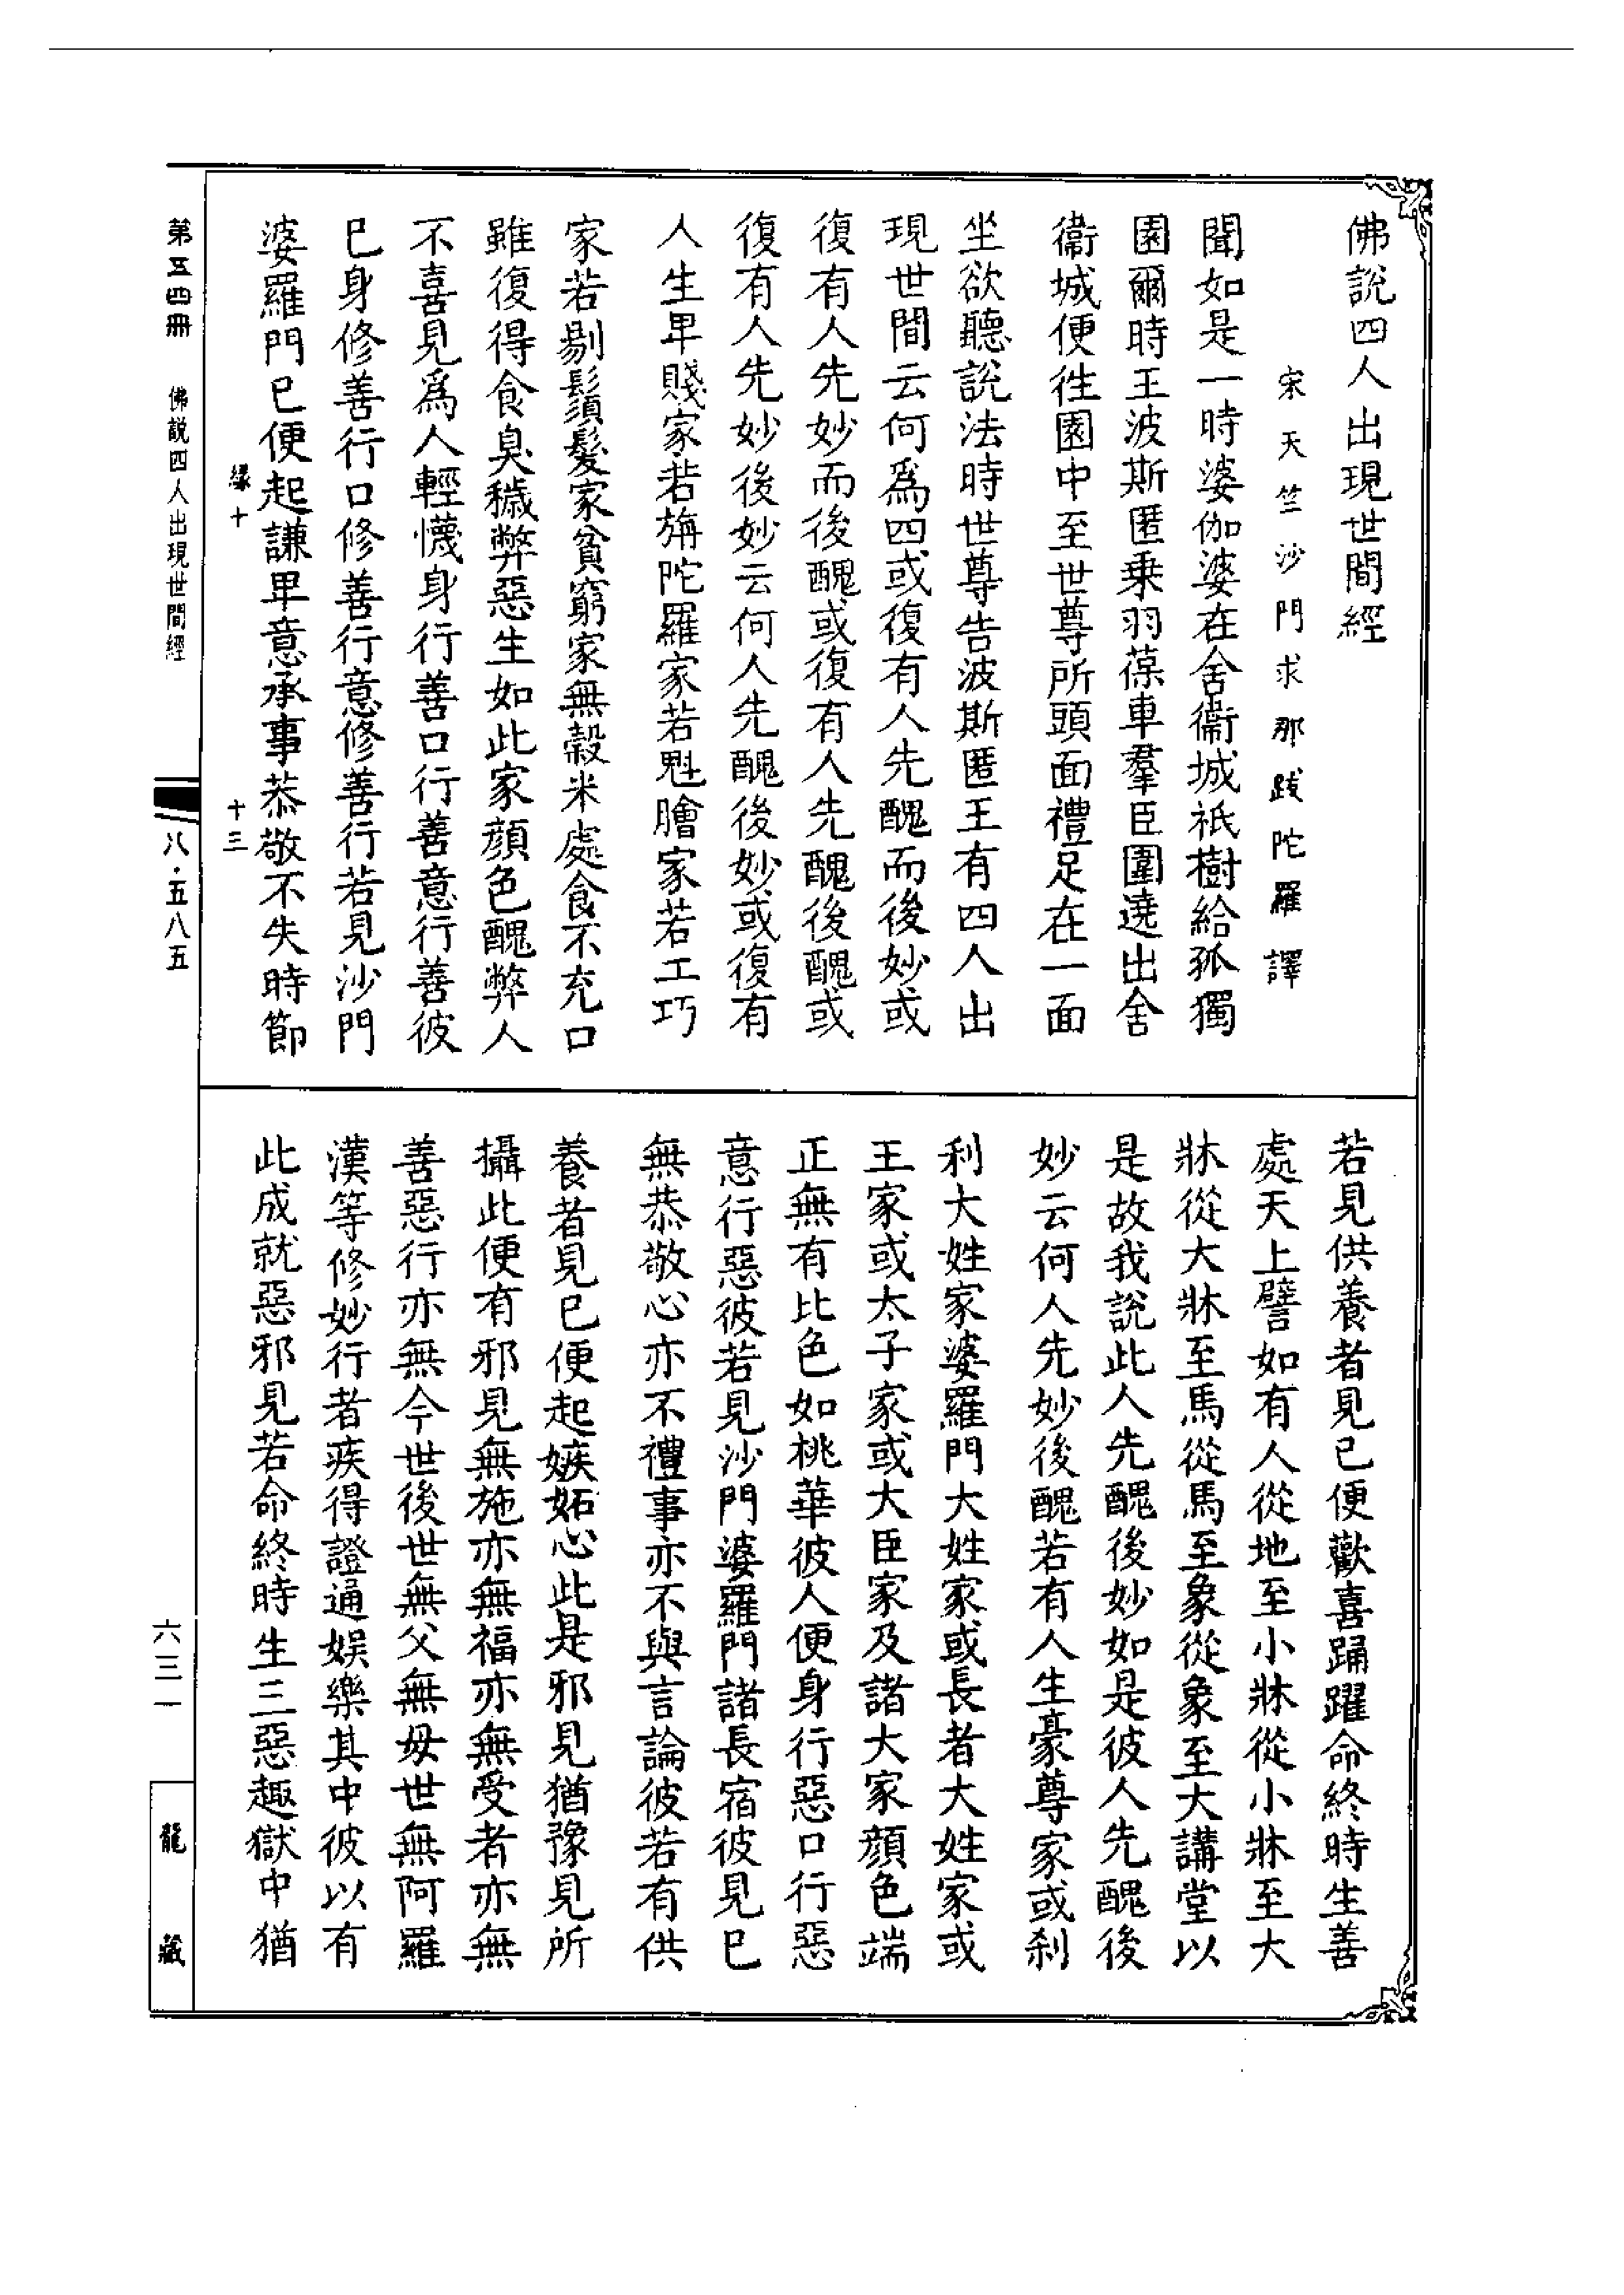 佛説四人出現世間經
宋天竺沙門求那跋陀羅譯
聞如是一時婆伽婆在舍衞城祇樹給孤獨
園爾時王波斯匿乗羽葆車羣臣圍遶出舍
衞城便徃園中至世尊所頭面禮足在一面
坐欲聽説法時世尊告波斯匿王有四人出
現世間云何爲四或復有人先醜而後妙或
復有人先妙而後醜或復有人先醜後醜或
復有人先妙後妙云何人先醜後妙或復有
人生卑賤家若旃陀羅家若魁膾家若工巧
家若剔鬚髮家貧窮家無穀米處食不充口
雖復得食臭穢弊惡生如此家顔色醜弊人
不喜見爲人輕懱身行善口行善意行善彼
巳身修善行口修善行意修善行若見沙門
婆羅門巳便起謙卑意承事恭敬不失時節
縁十
十三
若見供養者見巳便歡喜踊躍命終時生善
處天上譬如有人從地至小牀從小牀至大
牀從大牀至馬從馬至象從象至大講堂以
是故我説此人先醜後妙如是彼人先醜後
妙云何人先妙後醜若有人生豪尊家或刹
利大姓家婆羅門大姓家或長者大姓家或
王家或太子家或大臣家及諸大家顔色端
正無有比色如桃華彼人便身行惡口行惡
意行惡彼若見沙門婆羅門諸長宿彼見巳
無恭敬心亦不禮事亦不與言論彼若有供
養者見巳便起嫉妬心此是邪見猶豫見所
攝此便有邪見無施亦無福亦無受者亦無
善惡行亦無今世後世無父無毋世無阿羅
漢等修妙行者疾得證通娯樂其中彼以有
此成就惡邪見若命終時生三惡趣獄中猶
第五四冊
佛説四人出現世間經
八·五八五
六三一
龍藏